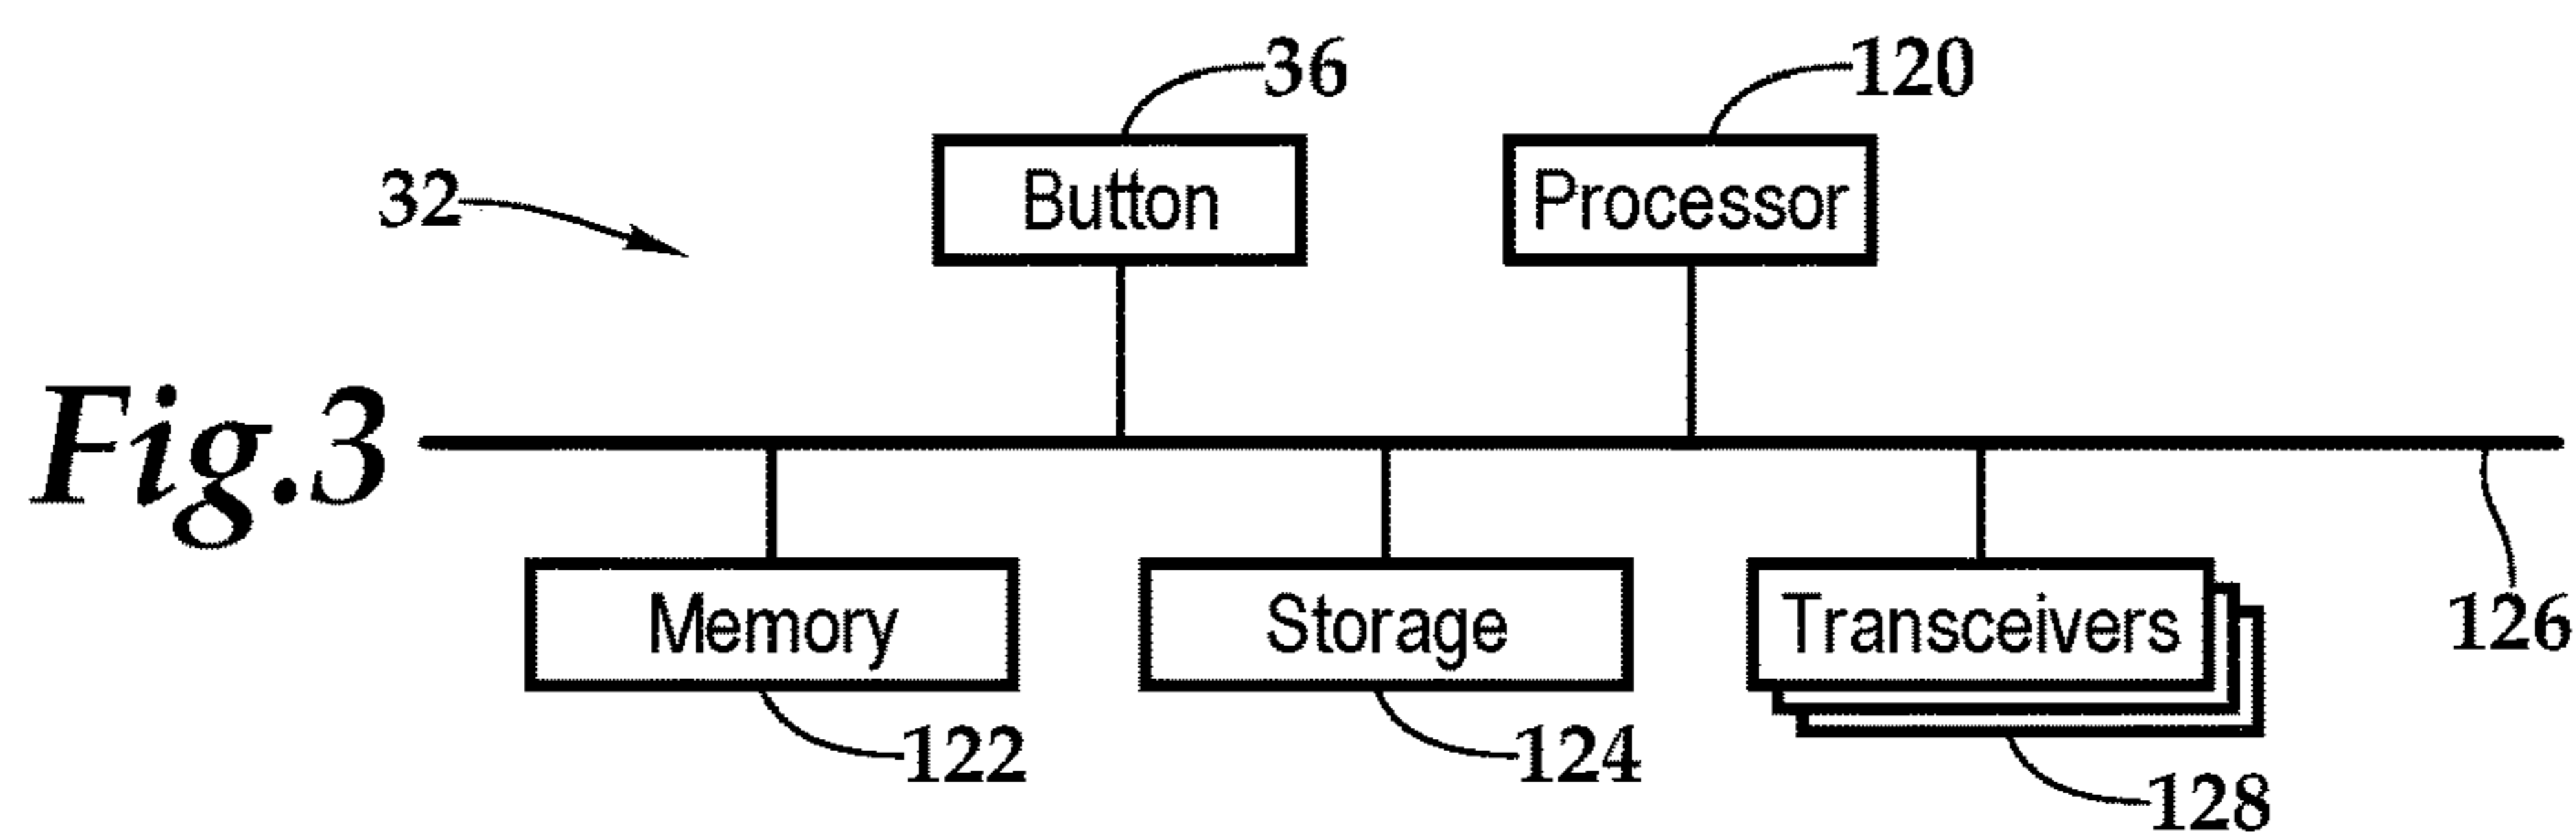 36
120
32
Button
Processor
Fig.3
Memory
Storage
Transceivers
126
122
124
128